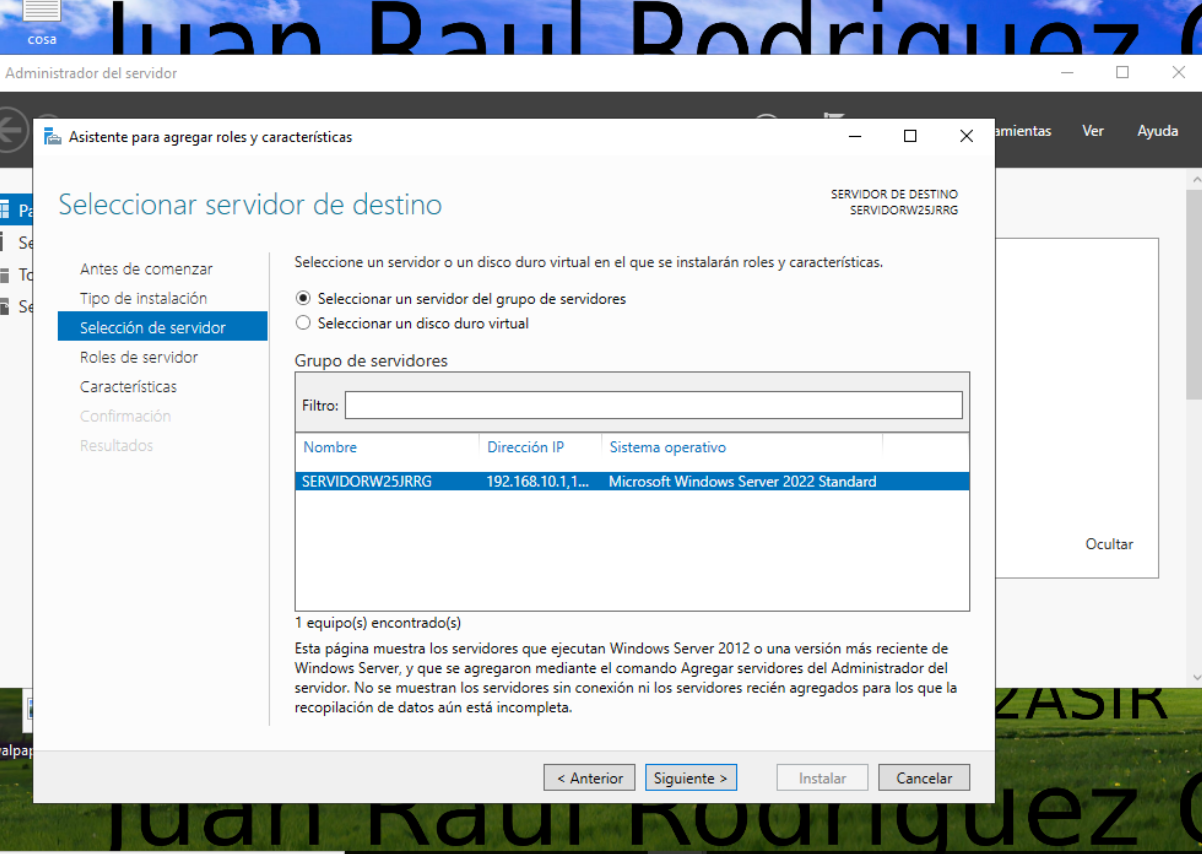 cosa
Juan Raul Rodriguez
Administrador del servidor
Asistente para agregar roles y características
Ver
Ayuda
Seleccionar servidor de destino
SERVIDOR DE DESTINO
SERVIDORW25JRRG
Antes de comenzar
Tipo de instalación
Selección de servidor
Roles de servidor
Características
Confirmación
Resultados
Seleccione un servidor o un disco duro virtual en el que se instalarán roles y características.
Seleccionar un servidor del grupo de servidores
Seleccionar un disco duro virtual
Grupo de servidores
Filtro:
Nombre Dirección IP Sistema operativo
SERVIDORW25JRRG 192.168.10.1,1... Microsoft Windows Server 2022 Standard
1 equipo(s) encontrado(s)
Esta página muestra los servidores que ejecutan Windows Server 2012 o una versión más reciente de
Windows Server, y que se agregaron mediante el comando Agregar servidores del Administrador del
servidor. No se muestran los servidores sin conexión ni los servidores recién agregados para los que la
recopilación de datos aún está incompleta.
Ocultar
2ASIR
< Anterior
Siguiente >
Instalar
Cancelar
Juan Raul Rodriguez